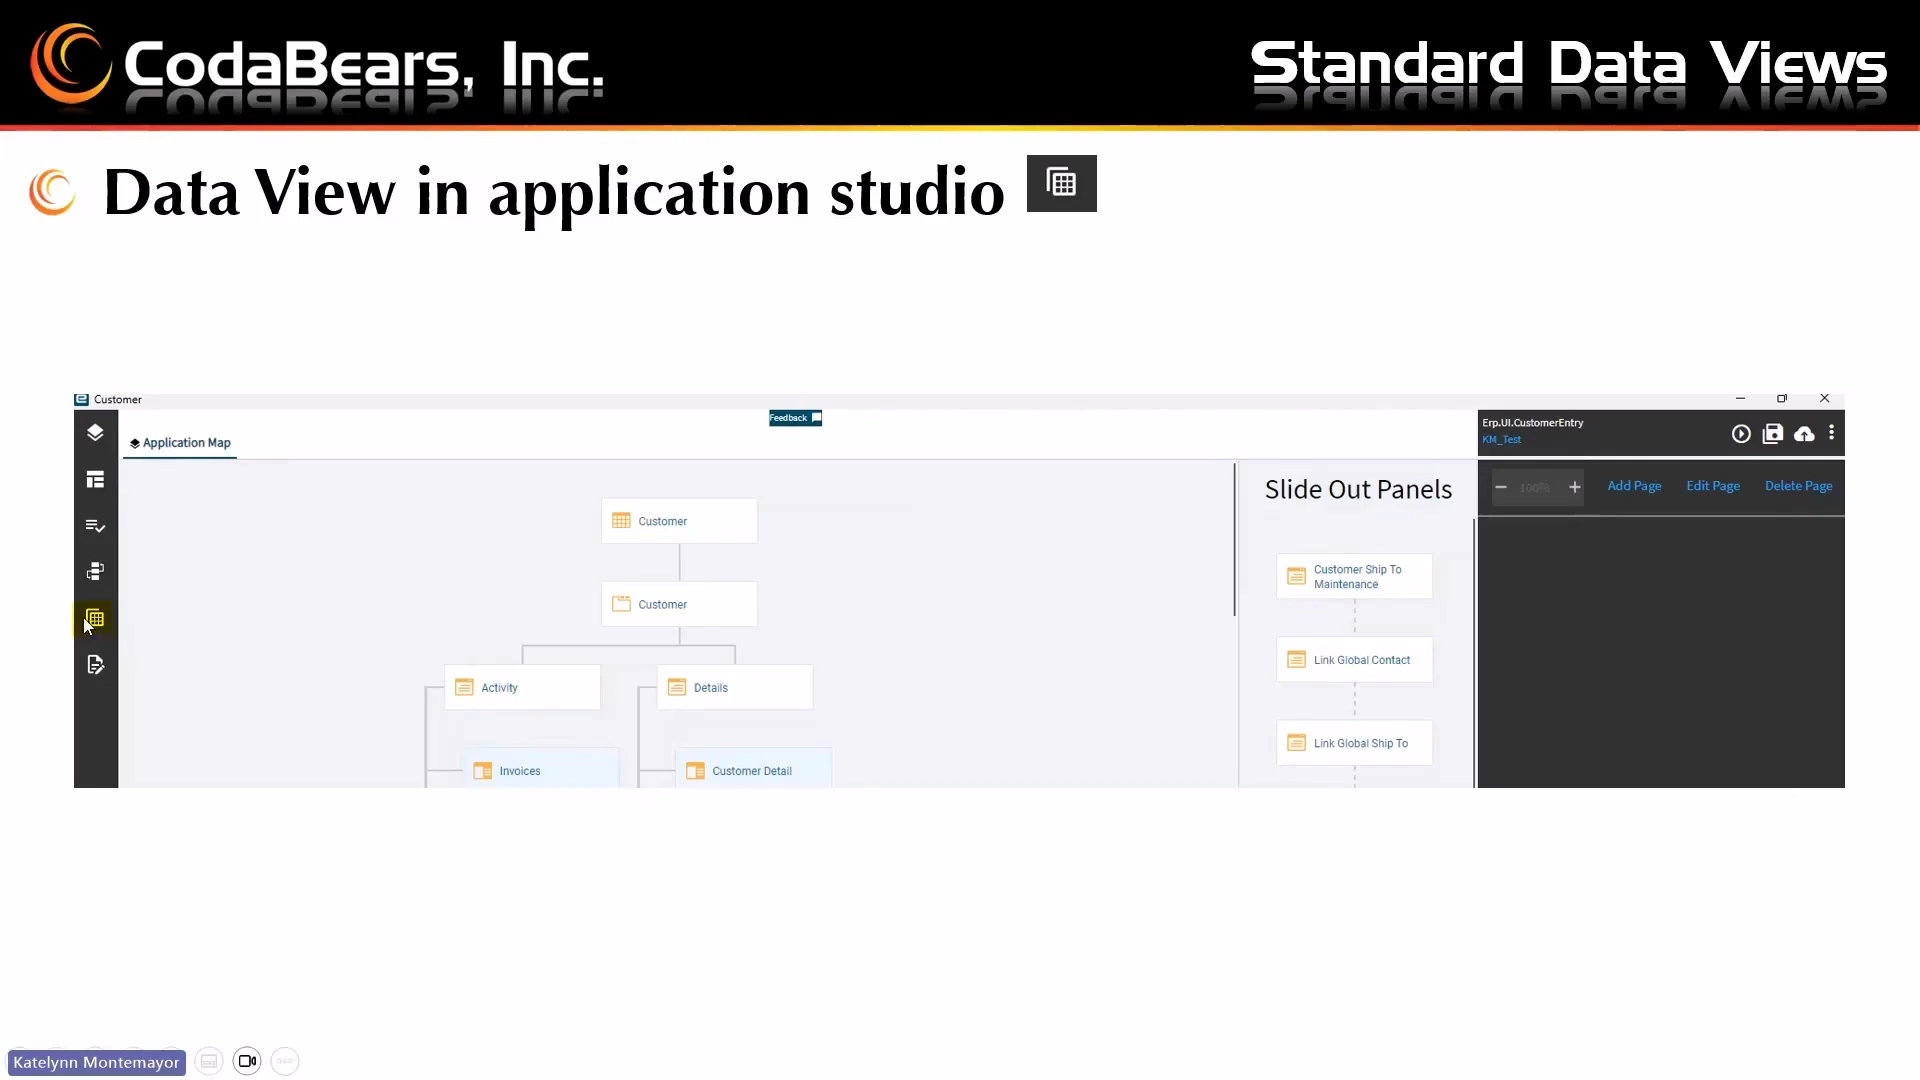 CodaBears, Inc.
Standard Data Views
Data View in application studio
Customer
Feedback
Application Map
Erp.UI.CustomerEntry
KM_Test
100%
Add Page
Edit Page
Delete Page
Slide Out Panels
Customer
Customer
Activity
Details
Invoices
Customer Detail
Customer Ship To
Maintenance
Link Global Contact
Link Global Ship To
Katelynn Montemayor